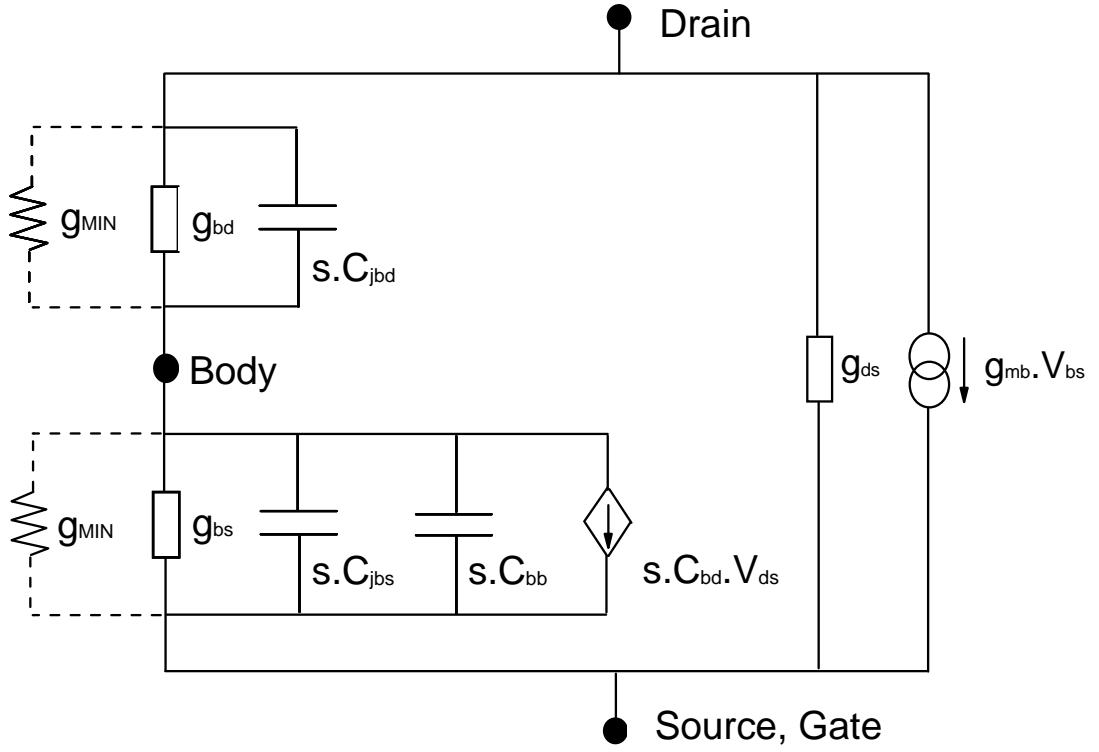 Drain
gMIN
gbd
s.Cjbd
Body
gds
gmb.Vbs
gMIN
gbs
s.Cjbs
s.Cbb
s.Cbd.Vds
Source, Gate